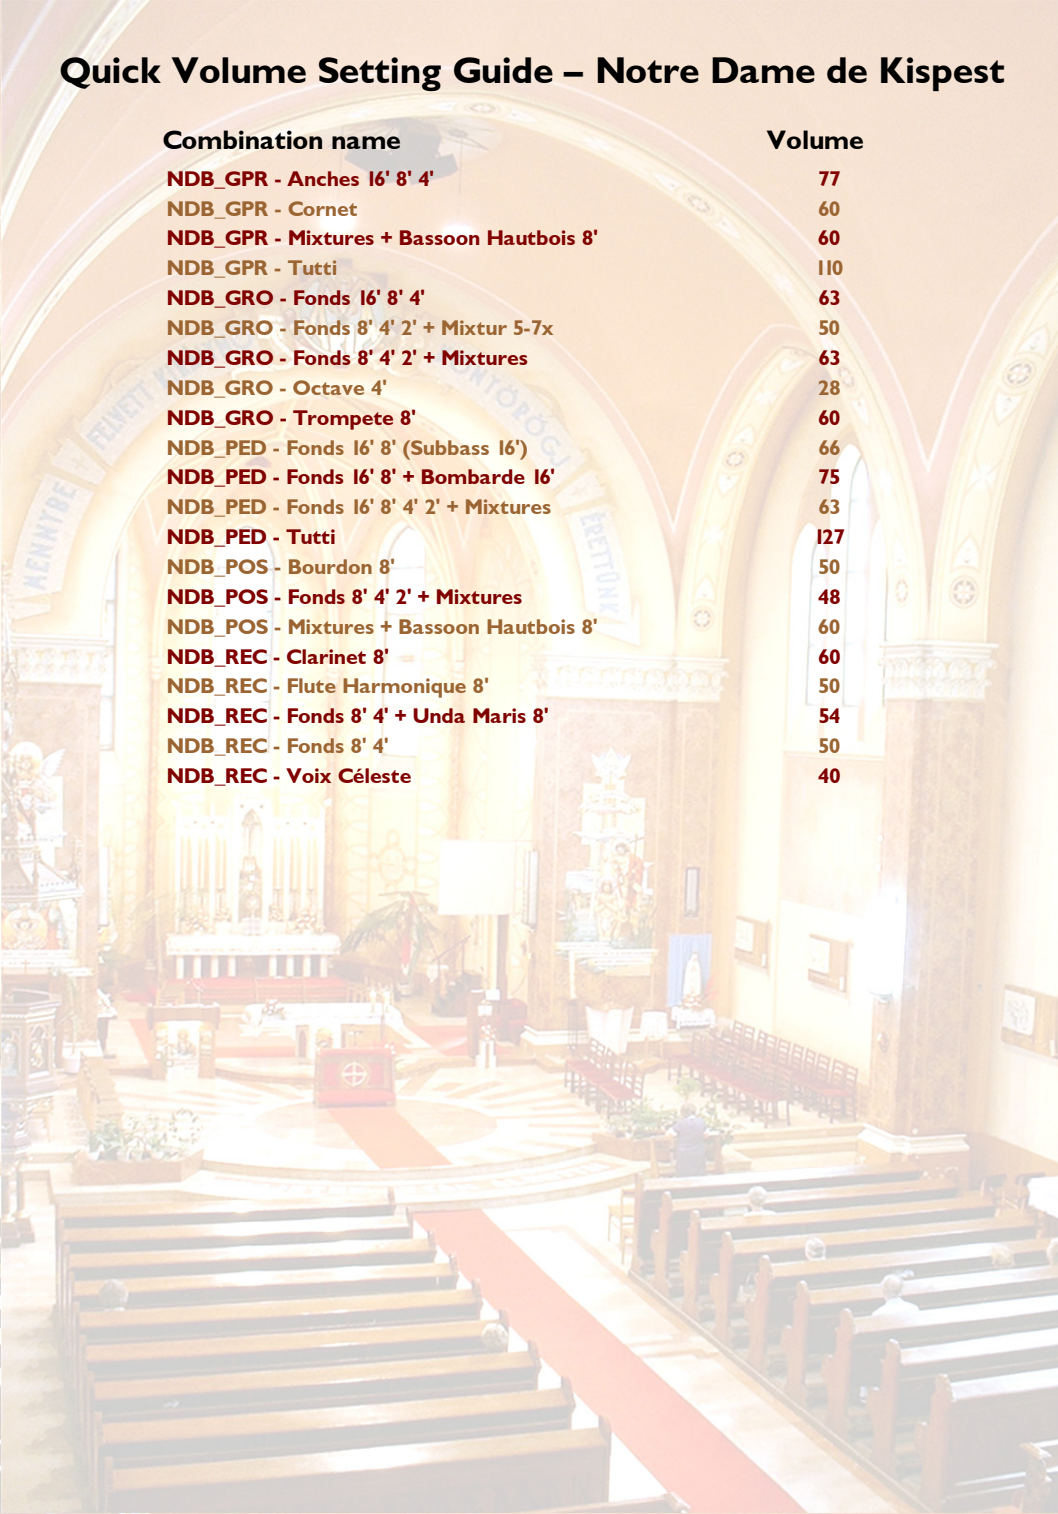 Quick Volume Setting Guide – Notre Dame de Kispest
Combination name Volume
NDB_GPR - Anches 16' 8' 4' 77
NDB_GPR - Cornet 60
NDB_GPR - Mixtures + Bassoon Hautbois 8' 60
NDB_GPR - Tutti 110
NDB_GRO - Fonds 16' 8' 4' 63
NDB_GRO - Fonds 8' 4' 2' + Mixtur 5-7x 50
NDB_GRO - Fonds 8' 4' 2' + Mixtures 63
NDB_GRO - Octave 4' 28
NDB_GRO - Trompete 8' 60
NDB_PED - Fonds 16' 8' (Subbass 16') 66
NDB_PED - Fonds 16' 8' + Bombarde 16' 75
NDB_PED - Fonds 16' 8' 4' 2' + Mixtures 63
NDB_PED - Tutti 127
NDB_POS - Bourdon 8' 50
NDB_POS - Fonds 8' 4' 2' + Mixtures 48
NDB_POS - Mixtures + Bassoon Hautbois 8' 60
NDB_REC - Clarinet 8' 60
NDB_REC - Flute Harmonique 8' 50
NDB_REC - Fonds 8' 4' + Unda Maris 8' 54
NDB_REC - Fonds 8' 4' 50
NDB_REC - Voix Céleste 40
MENNYBE
FELVETT
KÖNYÖRÖGJ
ÉRETTÜNK